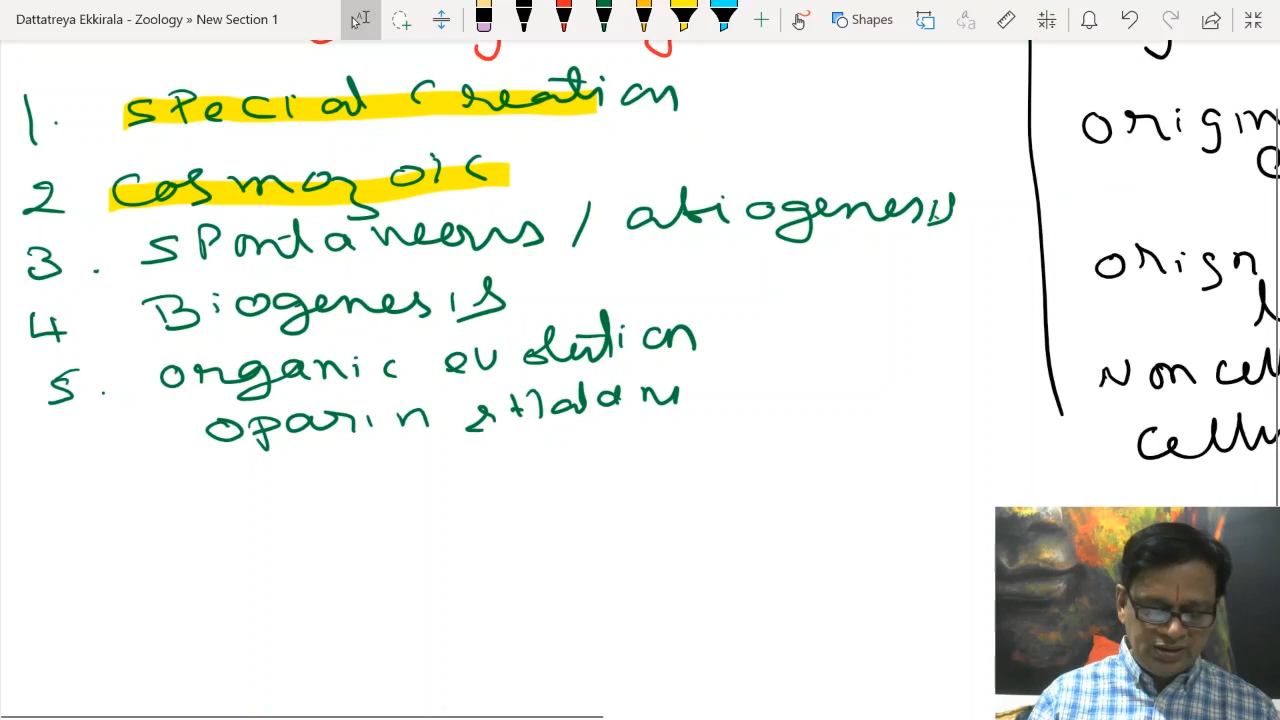 Dattatreya Ekkirala - Zoology » New Section 1
Shapes
1. special creation
2 Cosmozoic
3. spontaneous / abiogenesis
4 Biogenesis
5. organic evolution
oparin & Haldane
origin
orign
Non cell
cellu